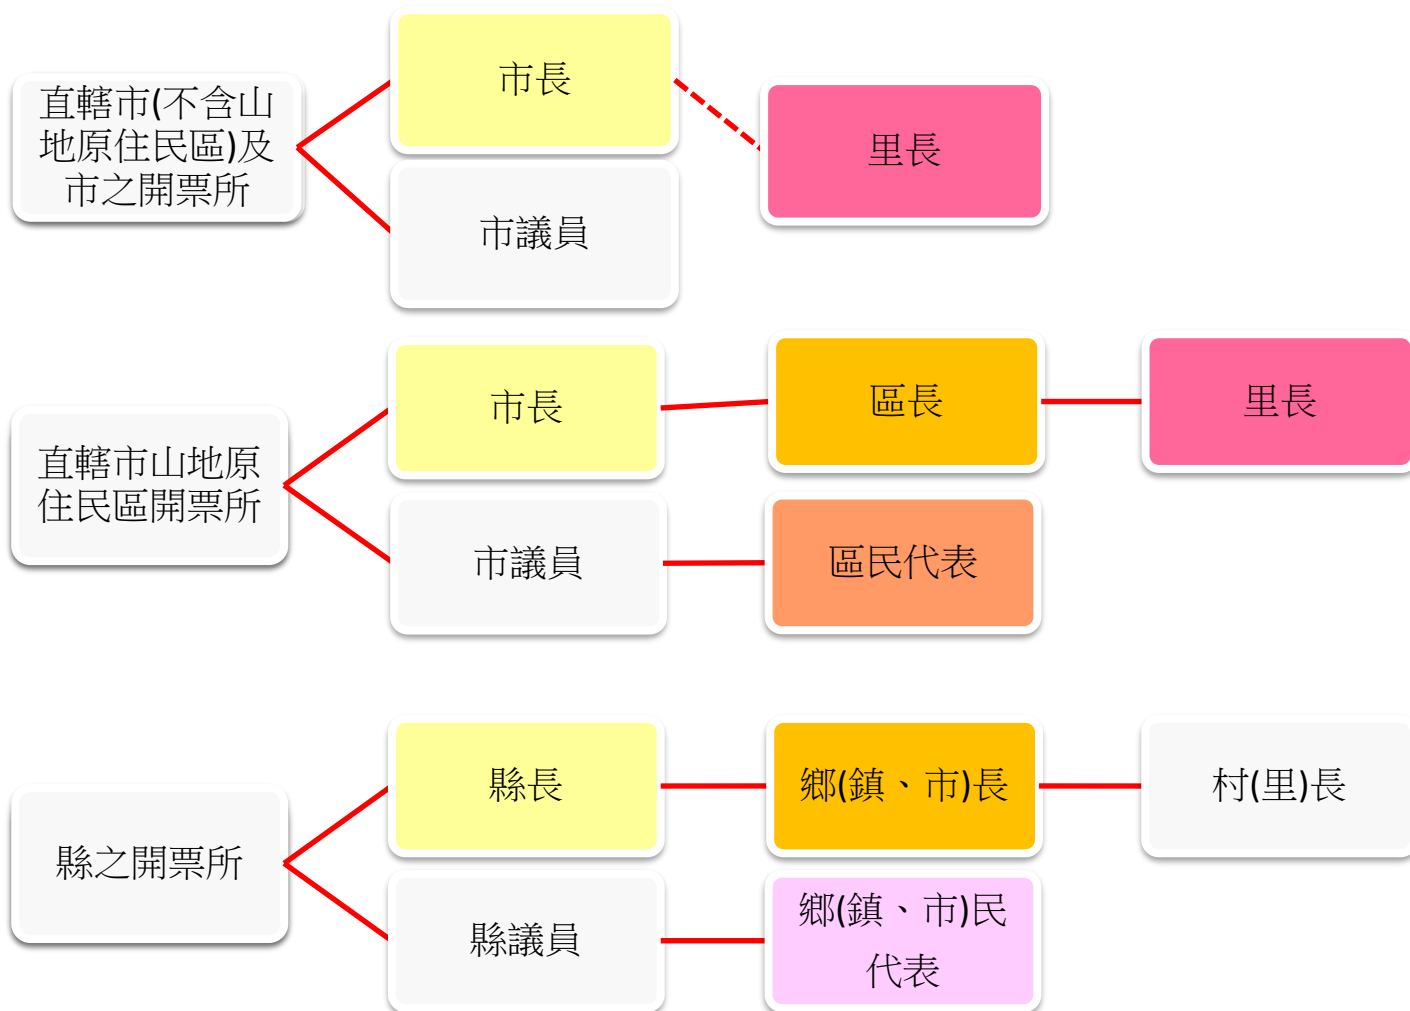 直轄市(不含山
地原住民區)及
市之開票所
市長
市議員
里長
直轄市山地原
住民區開票所
市長
市議員
區長
區民代表
里長
縣之開票所
縣長
縣議員
鄉(鎮、市)長
鄉(鎮、市)民
代表
村(里)長